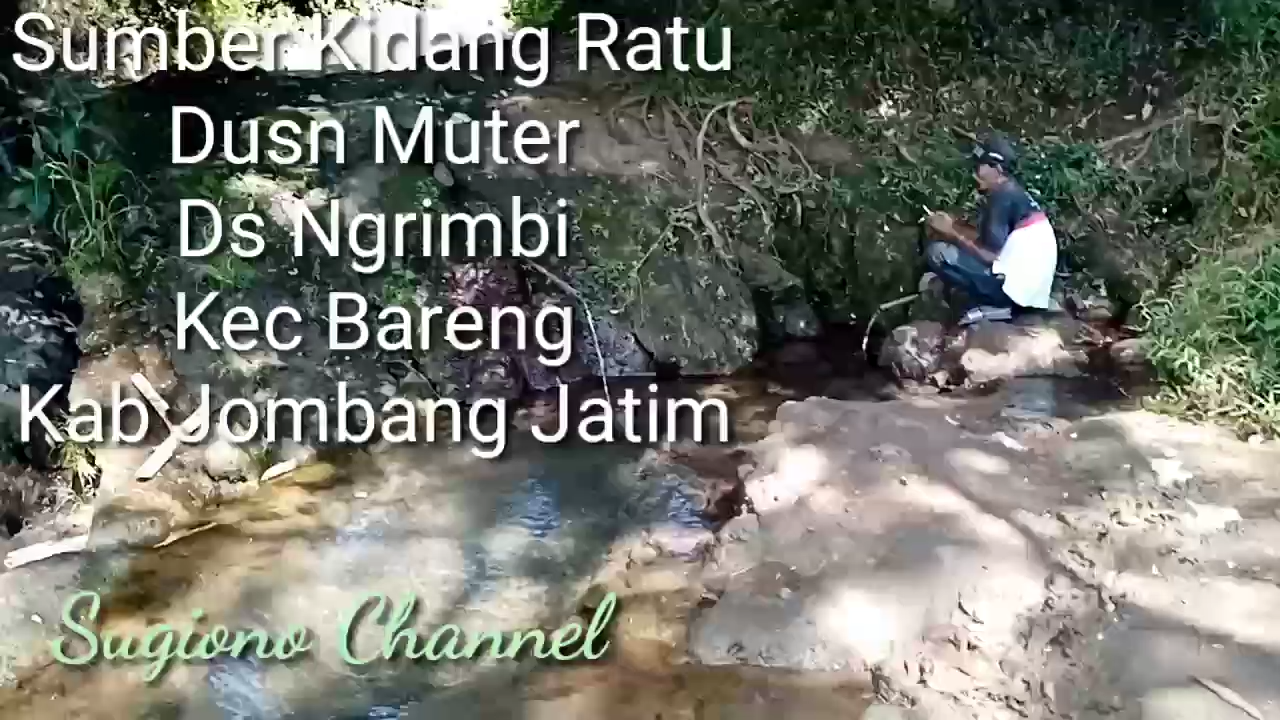 Sumber Kidang Ratu
Dusn Muter
Ds Ngrimbi
Kec Bareng
Kab Jombang Jatim
Sugiono Channel